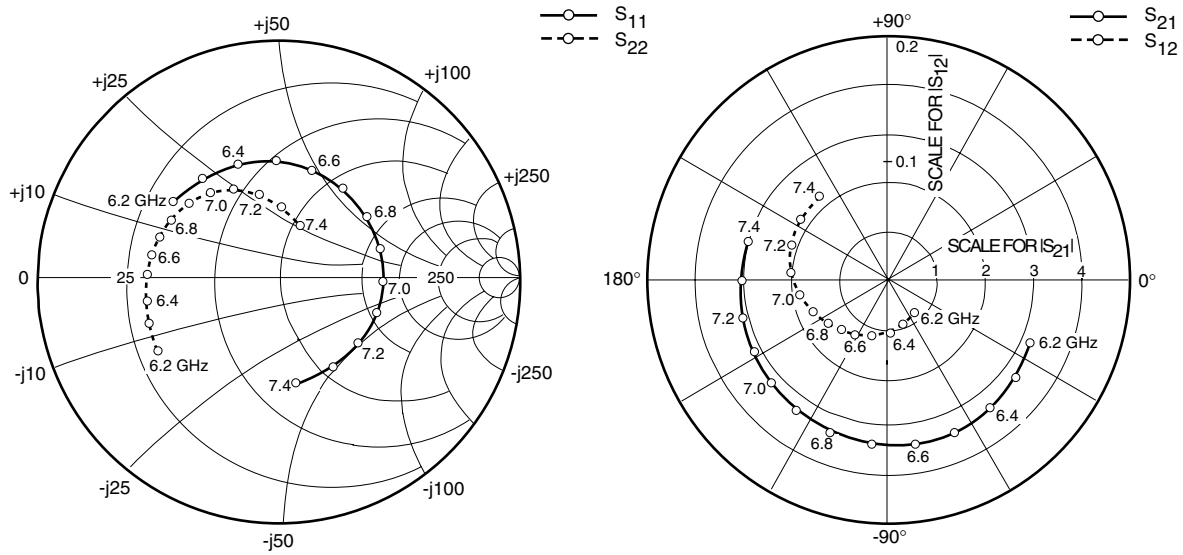 +j50
S11
S22
+j25
+j100
6.4
6.6
+j10
6.2 GHz
7.0
7.2
7.4
6.8
+j250
6.8
6.6
0
25
250
7.0
6.4
7.2
6.2 GHz
7.4
-j10
-j250
-j25
-j100
-j50
+90°
S21
S12
0.2
SCALE FOR |S12|
0.1
7.4
7.4
7.2
SCALE FOR |S21|
180°
1
2
3
4
0°
7.0
6.2 GHz
7.2
6.8
6.6
6.4
6.2 GHz
7.0
6.4
6.8
6.6
-90°